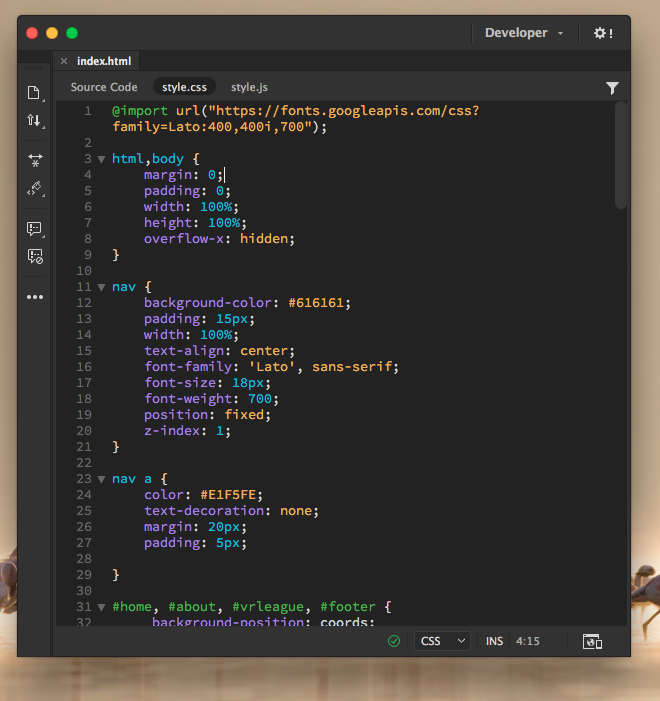 Developer
!
index.html
Source Code style.css style.js
1 @import url("https://fonts.googleapis.com/css?
family=Lato:400,400i,700");
2
3 html,body {
4 margin: 0;
5 padding: 0;
6 width: 100%;
7 height: 100%;
8 overflow-x: hidden;
9 }
10
11 nav {
12 background-color: #616161;
13 padding: 15px;
14 width: 100%;
15 text-align: center;
16 font-family: 'Lato', sans-serif;
17 font-size: 18px;
18 font-weight: 700;
19 position: fixed;
20 z-index: 1;
21 }
22
23 nav a {
24 color: #E1F5FE;
25 text-decoration: none;
26 margin: 20px;
27 padding: 5px;
28
29 }
30
31 #home, #about, #vrleague, #footer {
32 background-position: coords;
CSS INS 4:15